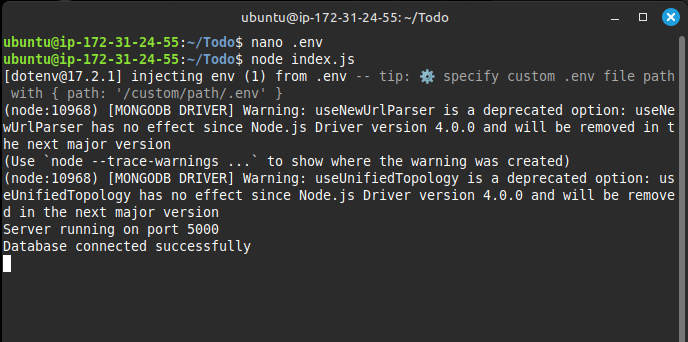 ubuntu@ip-172-31-24-55: ~/Todo
ubuntu@ip-172-31-24-55:~/Todo$ nano .env
ubuntu@ip-172-31-24-55:~/Todo$ node index.js
[dotenv@17.2.1] injecting env (1) from .env -- tip: ⚙️ specify custom .env file path
 with { path: '/custom/path/.env' }
(node:10968) [MONGODB DRIVER] Warning: useNewUrlParser is a deprecated option: useNe
wUrlParser has no effect since Node.js Driver version 4.0.0 and will be removed in t
he next major version
(Use `node --trace-warnings ...` to show where the warning was created)
(node:10968) [MONGODB DRIVER] Warning: useUnifiedTopology is a deprecated option: us
eUnifiedTopology has no effect since Node.js Driver version 4.0.0 and will be remove
d in the next major version
Server running on port 5000
Database connected successfully